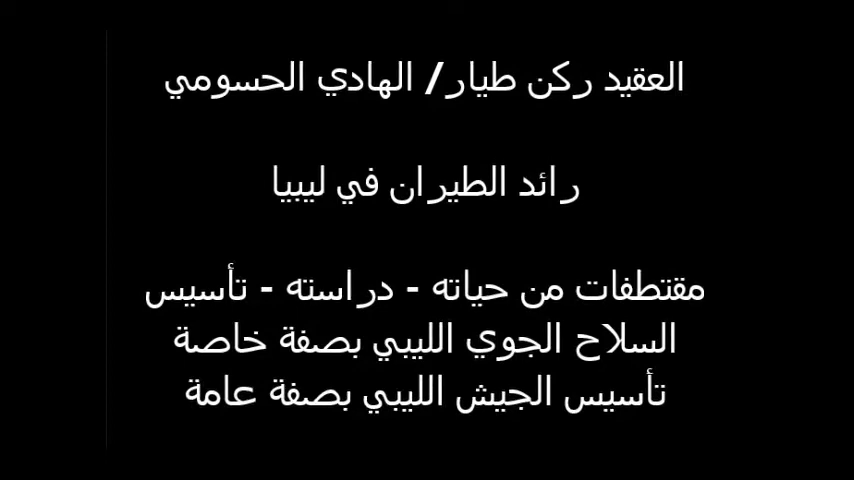 العقيد ركن طيار/ الهادي الحسومي
رائد الطيران في ليبيا
مقتطفات من حياته - دراسته - تأسيس
السلاح الجوي الليبي بصفة خاصة
تأسيس الجيش الليبي بصفة عامة